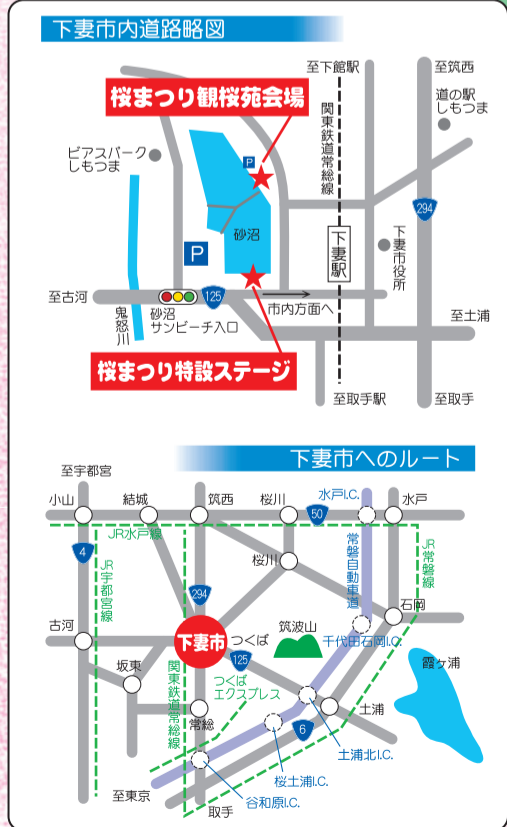 下妻市内道路略図
至下館駅
至筑西
桜まつり観桜苑会場
関東鉄道常総線
道の駅
しもつま
ビアスパーク
しもつま
P
294
砂沼
下妻駅
下妻市役所
P
至古河
125
市内方面へ
鬼怒川
砂沼
サンビーチ入口
至土浦
桜まつり特設ステージ
至取手駅
至取手
下妻市へのルート
至宇都宮
水戸I.C.
小山
結城
筑西
桜川
50
水戸
JR水戸線
4
JR宇都宮線
桜川
常磐自動車道
JR常磐線
294
石岡
古河
下妻市
つくば
筑波山
千代田石岡I.C.
125
坂東
関東鉄道常総線
つくば
エクスプレス
霞ヶ浦
常総
土浦
6
土浦北I.C.
桜土浦I.C.
至東京
谷和原I.C.
取手